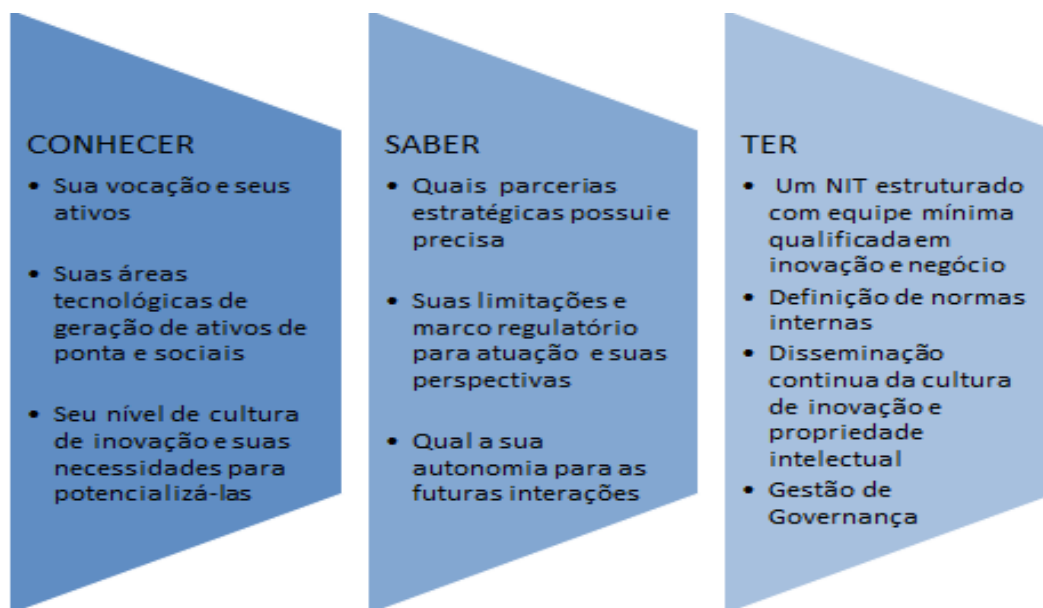 CONHECER
• Sua vocação e seus
ativos
• Suas áreas
tecnológicas de
geração de ativos de
ponta e sociais
• Seu nível de cultura
de inovação e suas
necessidades para
potencializá-las
SABER
• Quais parcerias
estratégicas possui e
precisa
• Suas limitações e
marco regulatório
para atuação e suas
perspectivas
• Qual a sua
autonomia para as
futuras interações
TER
• Um NIT estruturado
com equipe mínima
qualificada em
inovação e negócio
• Definição de normas
internas
• Disseminação
continua da cultura
de inovação e
propriedade
intelectual
• Gestão de
Governança